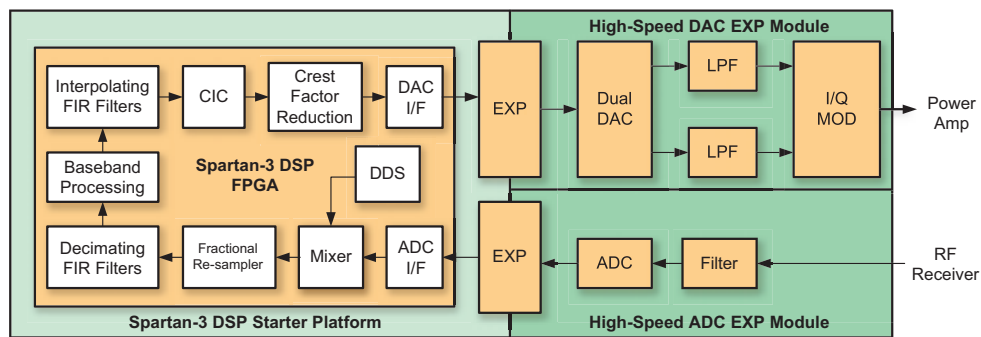 High-Speed DAC EXP Module
Interpolating
FIR Filters
CIC
Crest
Factor
Reduction
DAC
I/F
EXP
Dual
DAC
LPF
LPF
I/Q
MOD
Power
Amp
Baseband
Processing
Spartan-3 DSP
FPGA
DDS
Decimating
FIR Filters
Fractional
Re-sampler
Mixer
ADC
I/F
EXP
ADC
Filter
RF
Receiver
Spartan-3 DSP Starter Platform
High-Speed ADC EXP Module